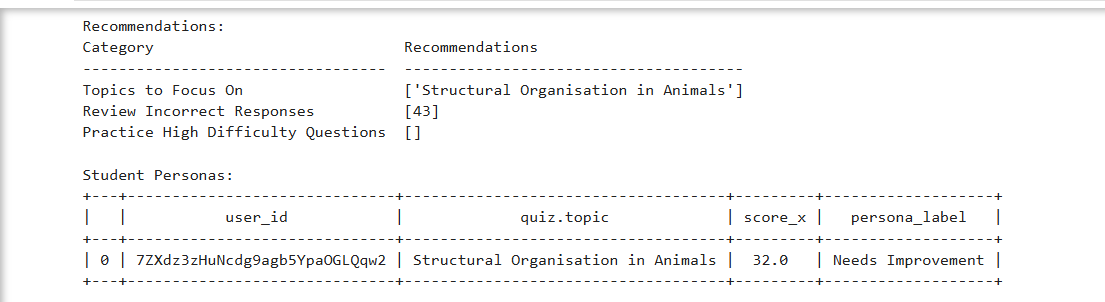 Recommendations:
Category                           Recommendations
---------------------------------  -------------------------------------
Topics to Focus On                 ['Structural Organisation in Animals']
Review Incorrect Responses         [43]
Practice High Difficulty Questions  []
Student Personas:
+---+------------------------------+------------------------------------+---------+-------------------+
|   | user_id | quiz.topic | score_x | persona_label |
+---+------------------------------+------------------------------------+---------+-------------------+
| 0 | 7ZXdz3zHuNcdg9agb5YpaOGLQqw2 | Structural Organisation in Animals | 32.0 | Needs Improvement |
+---+------------------------------+------------------------------------+---------+-------------------+